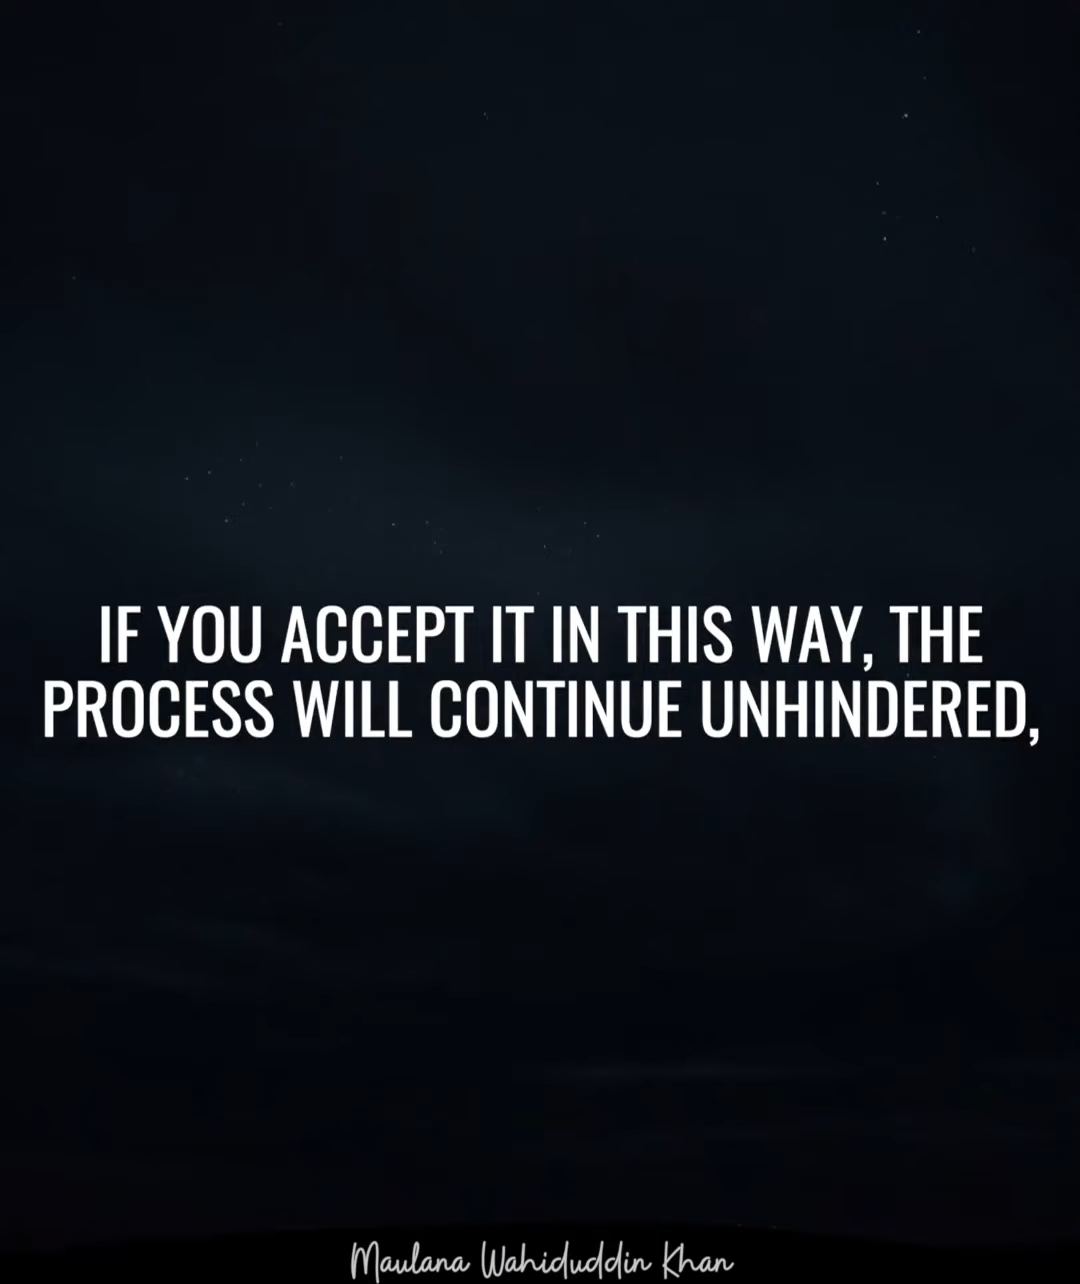 IF YOU ACCEPT IT IN THIS WAY, THE
PROCESS WILL CONTINUE UNHINDERED,
Maulana Wahiduddin Khan